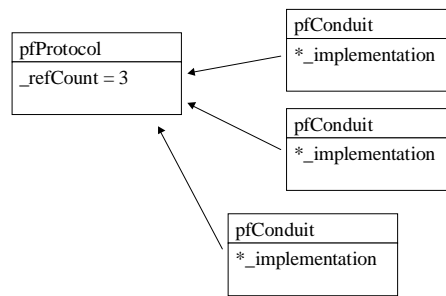 pfProtocol
_refCount = 3
pfConduit
*_implementation
pfConduit
*_implementation
pfConduit
*_implementation